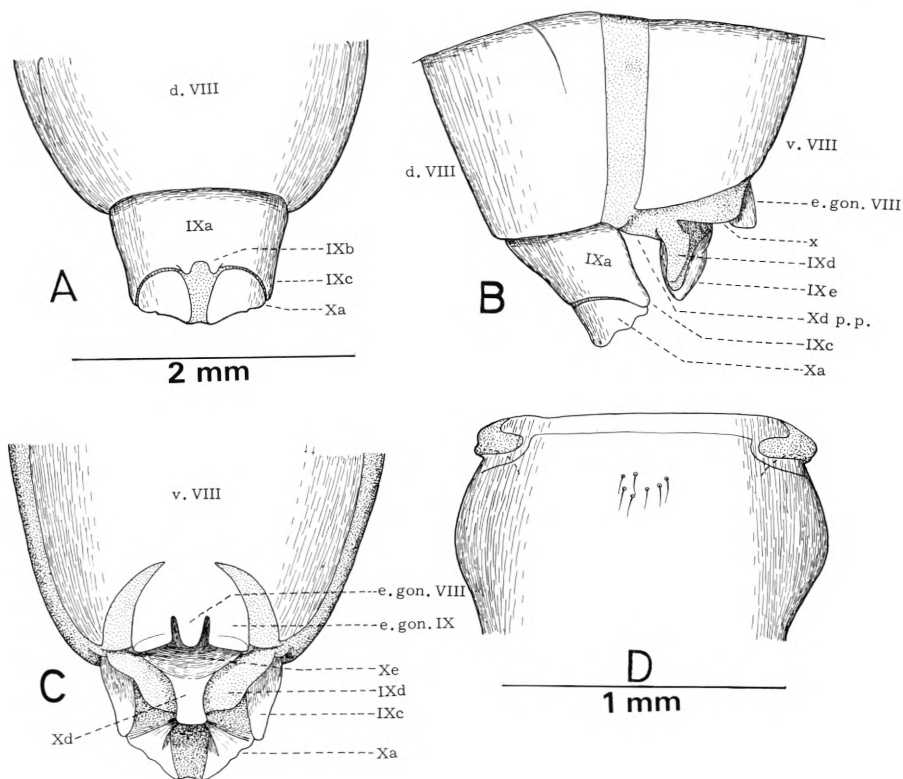 d. VIII
IXa
IXb
IXc
Xa
A
2 mm
d. VIII
v. VIII
e. gon. VIII
x
IXa
IXd
IXe
Xd p. p.
IXc
Xa
B
v. VIII
e. gon. VIII
e. gon. IX
Xe
IXd
IXc
Xd
Xa
C
D
1 mm